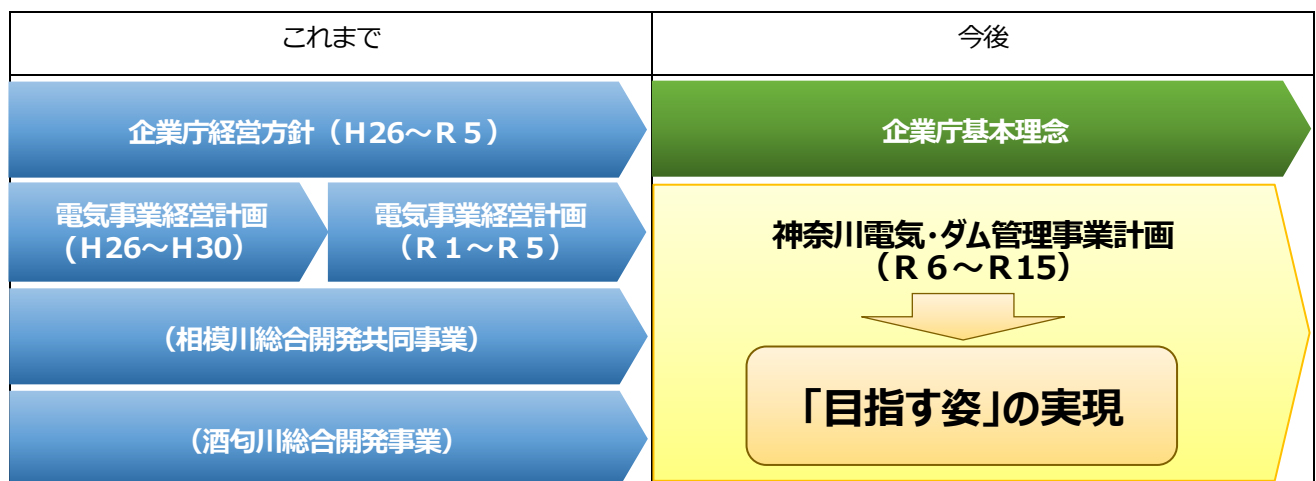 これまで
今後
企業庁経営方針（H26～R５）
企業庁基本理念
電気事業経営計画
（H26～H30）
電気事業経営計画
（R１～R５）
神奈川電気・ダム管理事業計画
（R６～R15）
（相模川総合開発共同事業）
「目指す姿」の実現
（酒匂川総合開発事業）